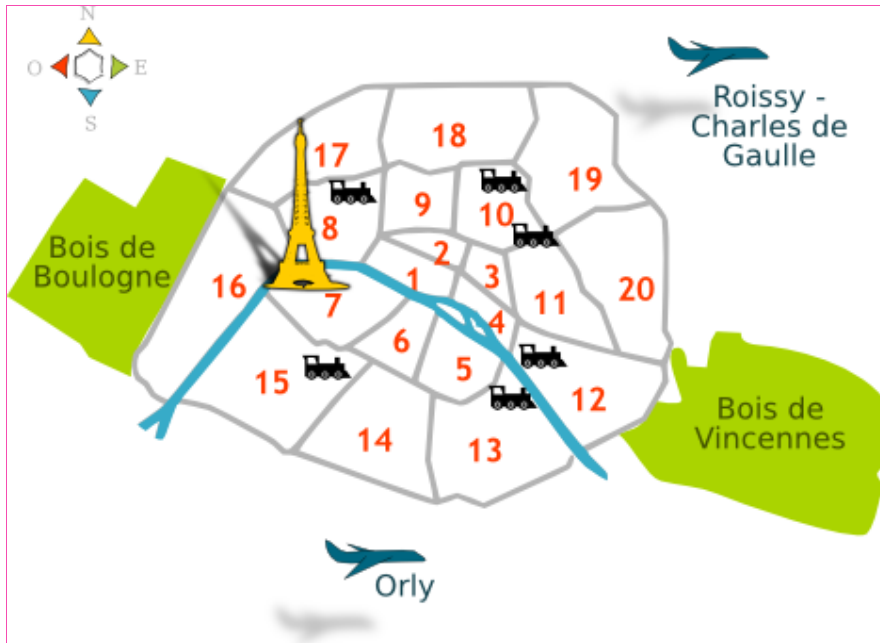 N
O E
S
Roissy -
Charles de
Gaulle
17
18
19
9
10
8
Bois de
Boulogne
2
3
16
1
20
7
11
4
6
5
15
12
Bois de
Vincennes
14
13
Orly